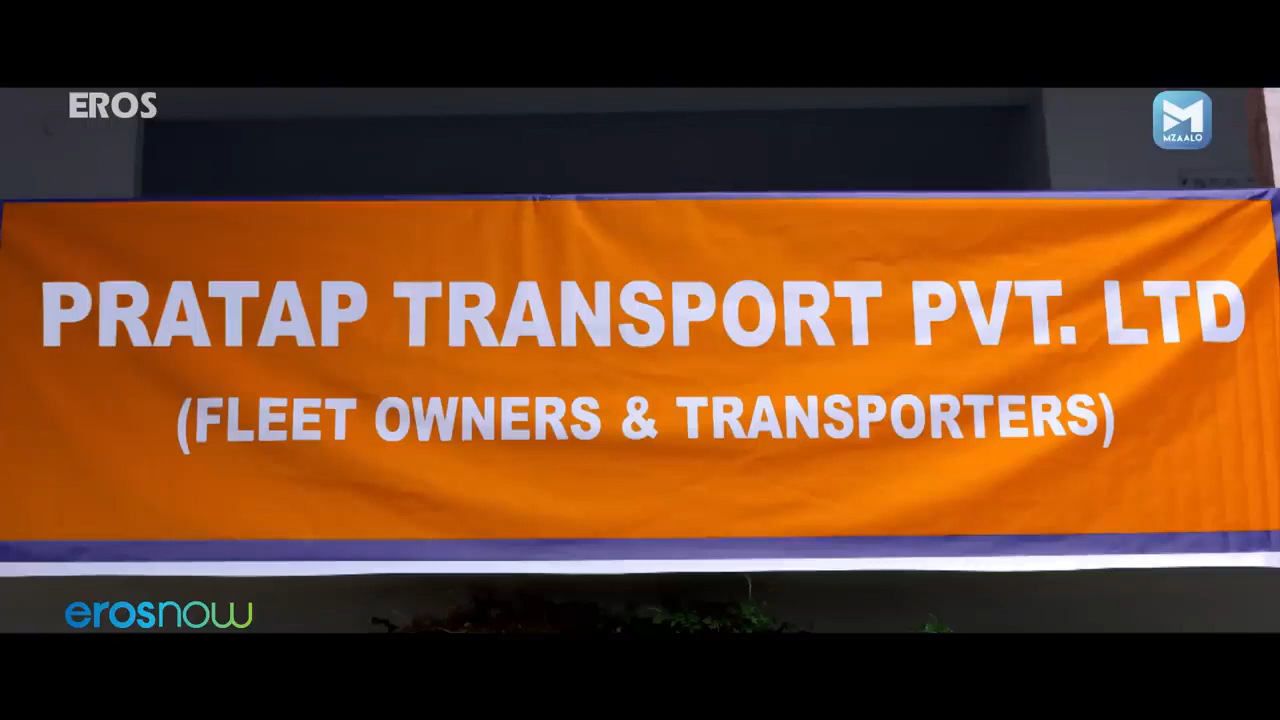 EROS
MZAALO
PRATAP TRANSPORT PVT. LTD
(FLEET OWNERS & TRANSPORTERS)
erosnow